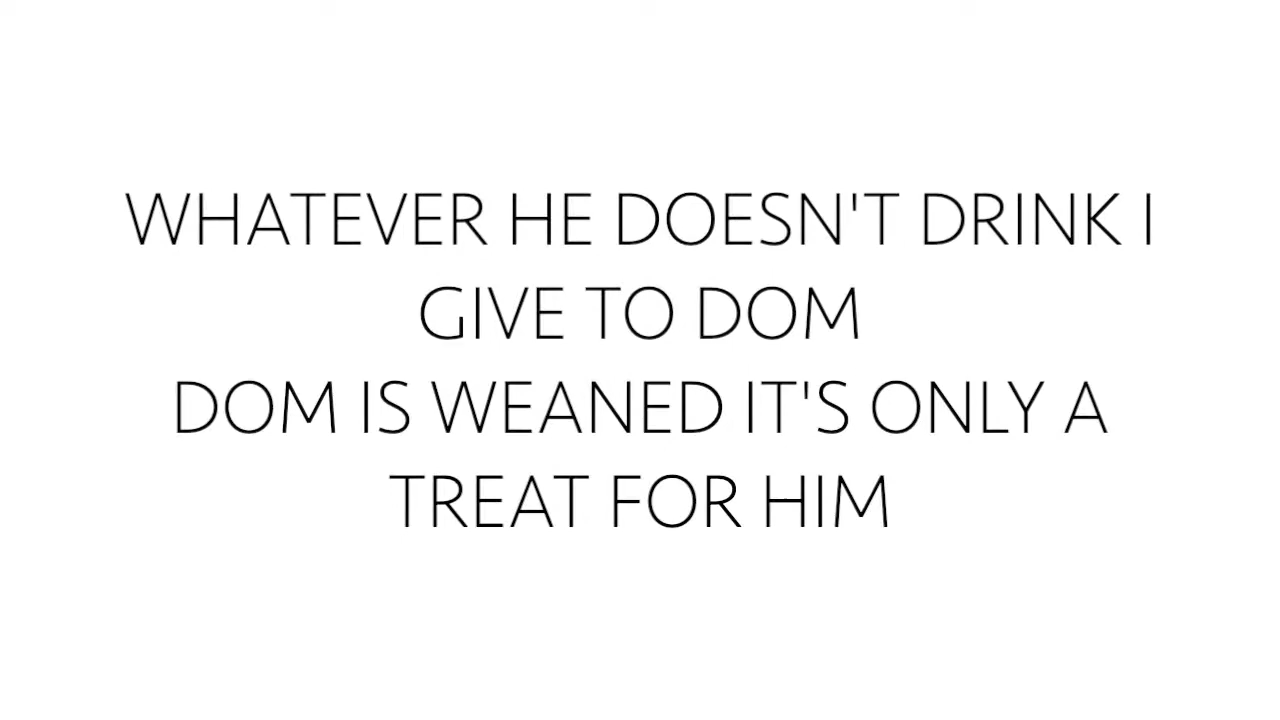 WHATEVER HE DOESN'T DRINK I
GIVE TO DOM
DOM IS WEANED IT'S ONLY A
TREAT FOR HIM